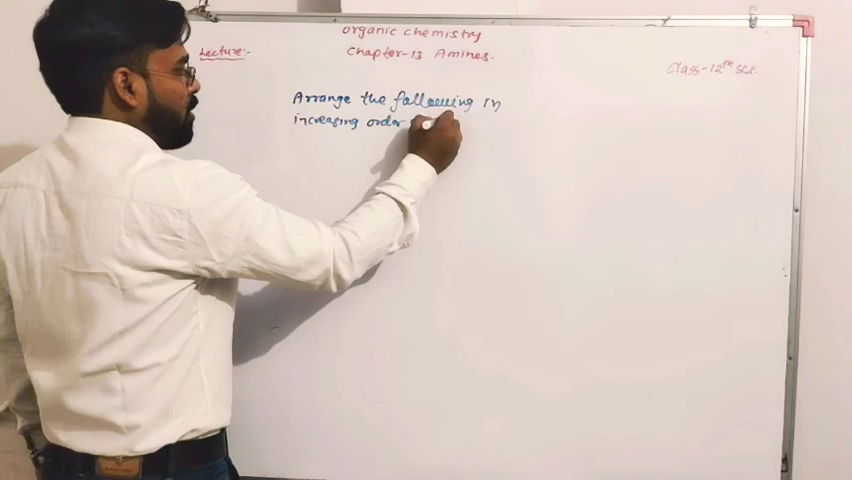 Organic chemistry
Lecture:-
Chapter-13 Amines.
Class-12th sci.
Arrange the following in
increasing order